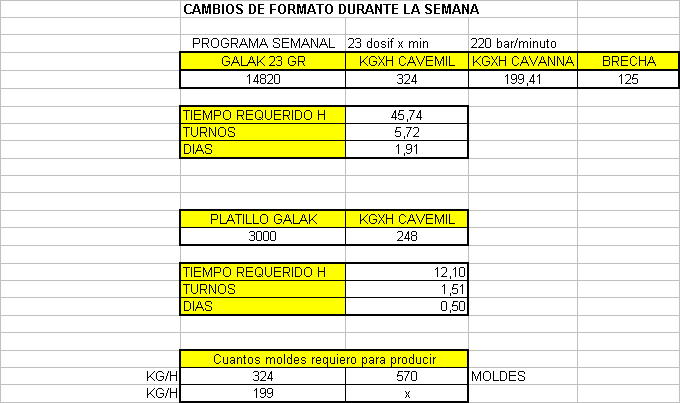 CAMBIOS DE FORMATO DURANTE LA SEMANA
PROGRAMA SEMANAL 23 dosif x min 220 bar/minuto
GALAK 23 GR KGXH CAVEMIL KGXH CAVANNA BRECHA
14820 324 199,41 125
TIEMPO REQUERIDO H 45,74
TURNOS 5,72
DIAS 1,91
PLATILLO GALAK KGXH CAVEMIL
3000 248
TIEMPO REQUERIDO H 12,10
TURNOS 1,51
DIAS 0,50
Cuantos moldes requiero para producir
KG/H 324 570 MOLDES
KG/H 199 x